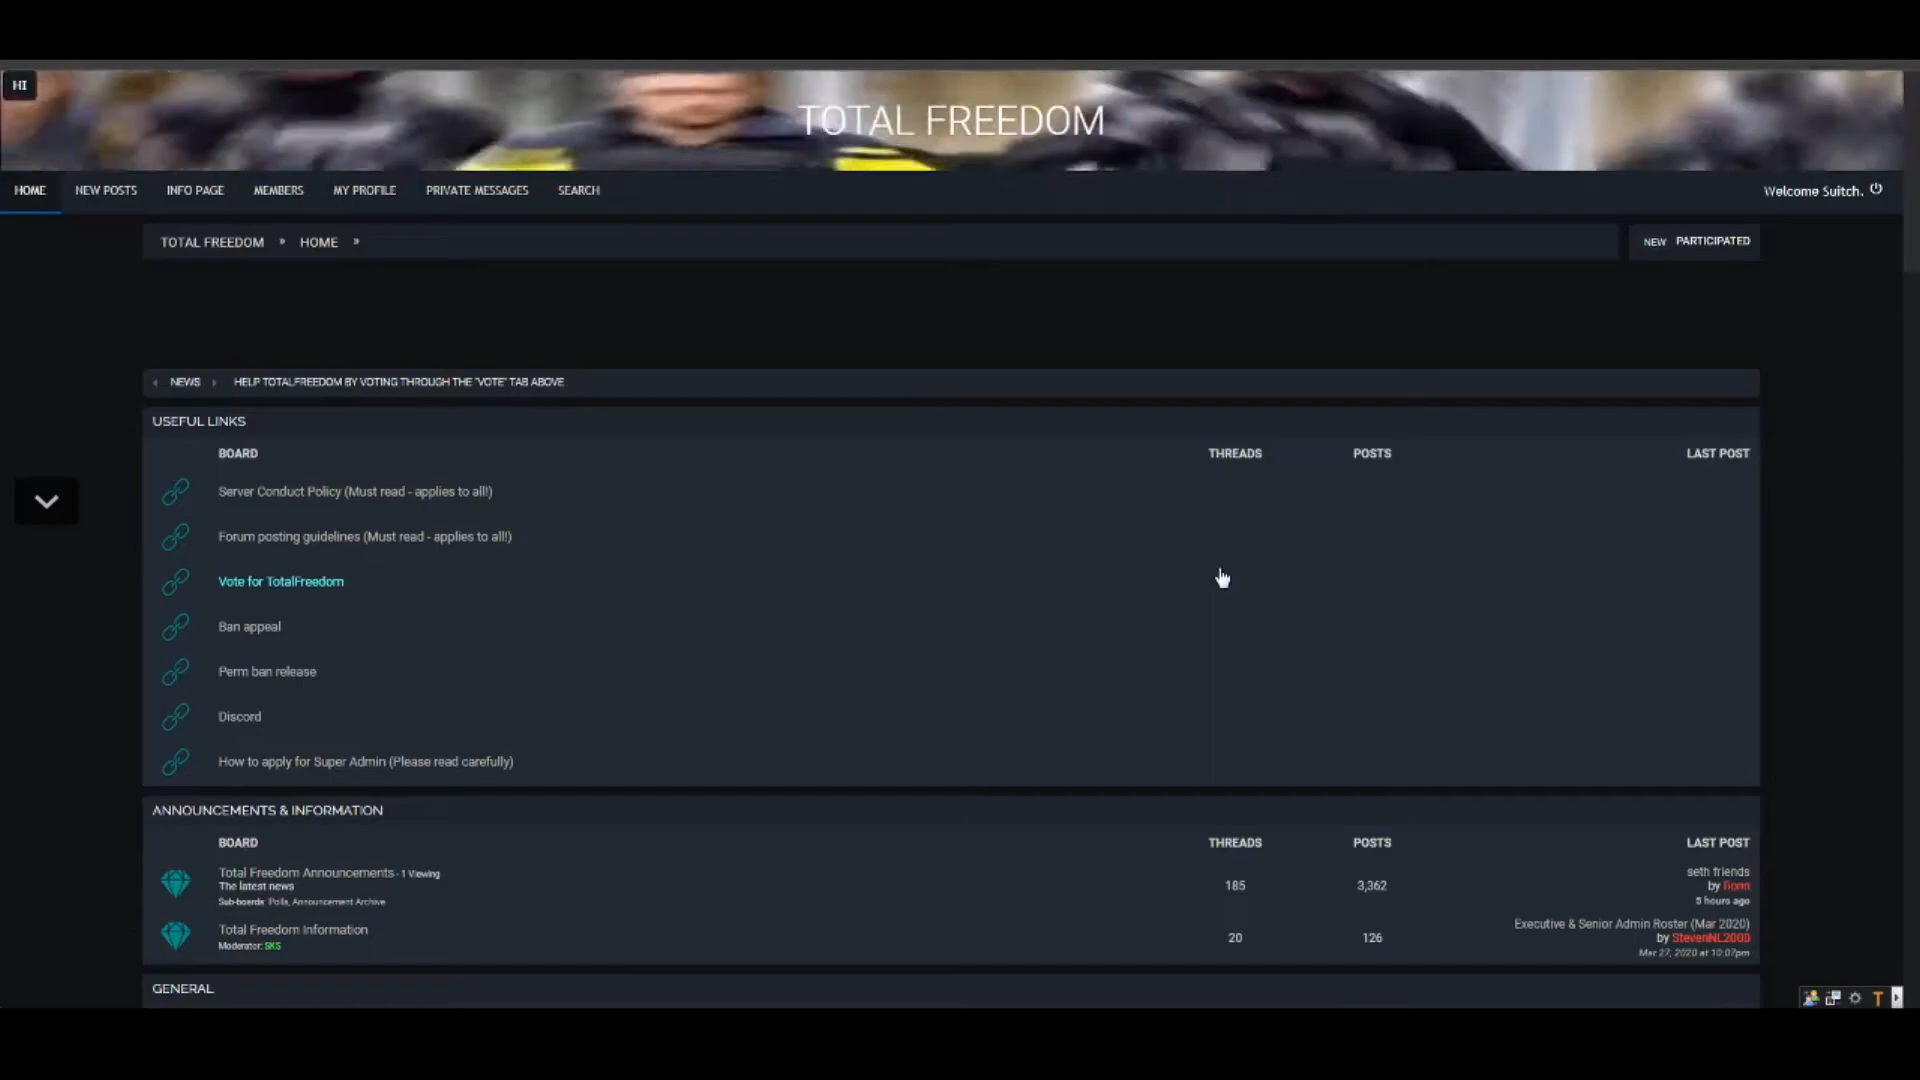 HI
TOTAL FREEDOM
HOME NEW POSTS INFO PAGE MEMBERS MY PROFILE PRIVATE MESSAGES SEARCH Welcome Suitch.
TOTAL FREEDOM » HOME » NEW PARTICIPATED
NEWS HELP TOTALFREEDOM BY VOTING THROUGH THE "VOTE" TAB ABOVE
USEFUL LINKS
BOARD THREADS POSTS LAST POST
Server Conduct Policy (Must read - applies to all!)
Forum posting guidelines (Must read - applies to all!)
Vote for TotalFreedom
Ban appeal
Perm ban release
Discord
How to apply for Super Admin (Please read carefully)
ANNOUNCEMENTS & INFORMATION
BOARD THREADS POSTS LAST POST
Total Freedom Announcements - 1 Viewing seth friends
The latest news 185 3,362 by fionn
Sub-boards: Polls, Announcement Archive 5 hours ago
Total Freedom Information Executive & Senior Admin Roster (Mar 2020)
Moderator: SKS 20 126 by StevenNL2000
Mar 27, 2020 at 10:07pm
GENERAL
T